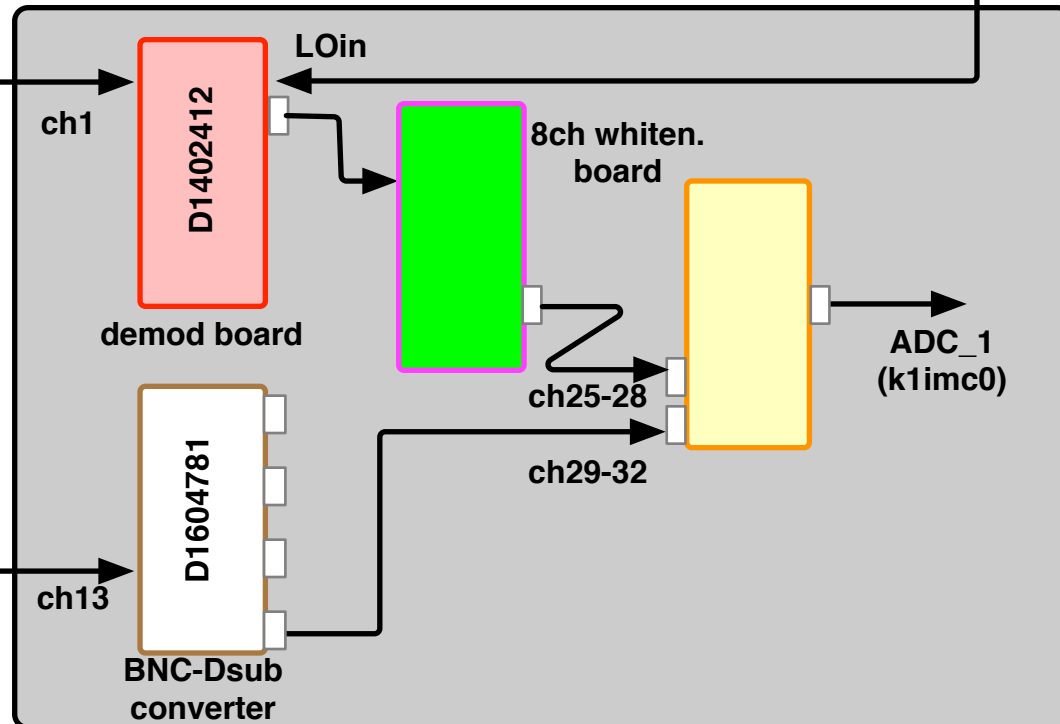 LOin
ch1
D1402412
8ch whiten.
board
demod board
ADC_1
(k1imc0)
ch25-28
ch29-32
D1604781
ch13
BNC-Dsub
converter